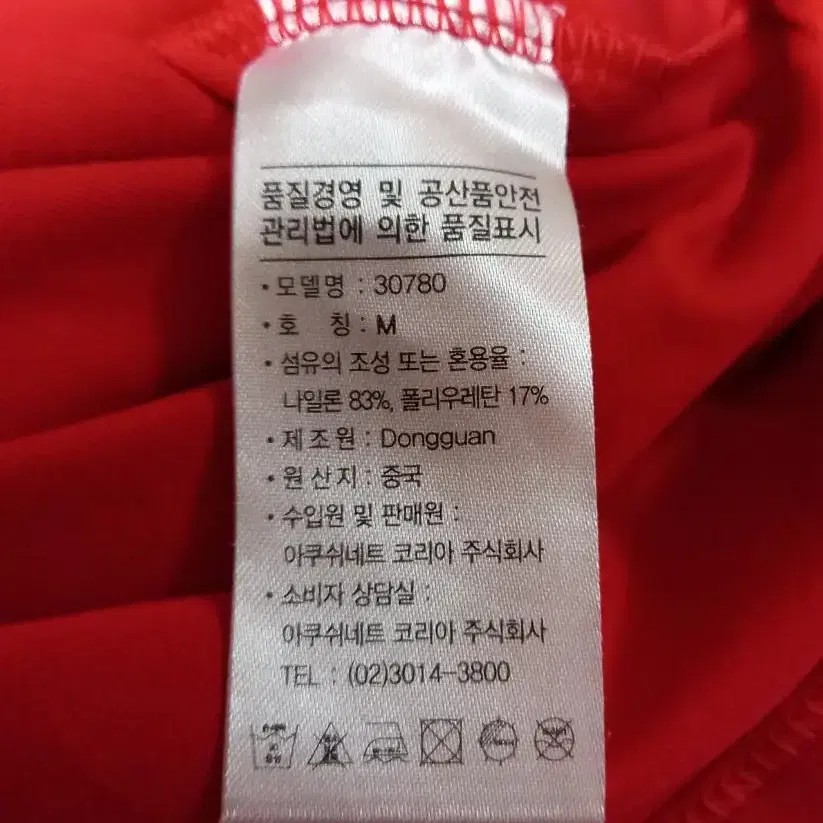 품질경영 및 공산품안전
관리법에 의한 품질표시
· 모델명 : 30780
· 호 칭 : M
· 섬유의 조성 또는 혼용율 :
나일론 83%, 폴리우레탄 17%
· 제조원 : Dongguan
· 원산지 : 중국
· 수입원 및 판매원 :
아쿠쉬네트 코리아 주식회사
· 소비자 상담실 :
아쿠쉬네트 코리아 주식회사
TEL : (02)3014-3800